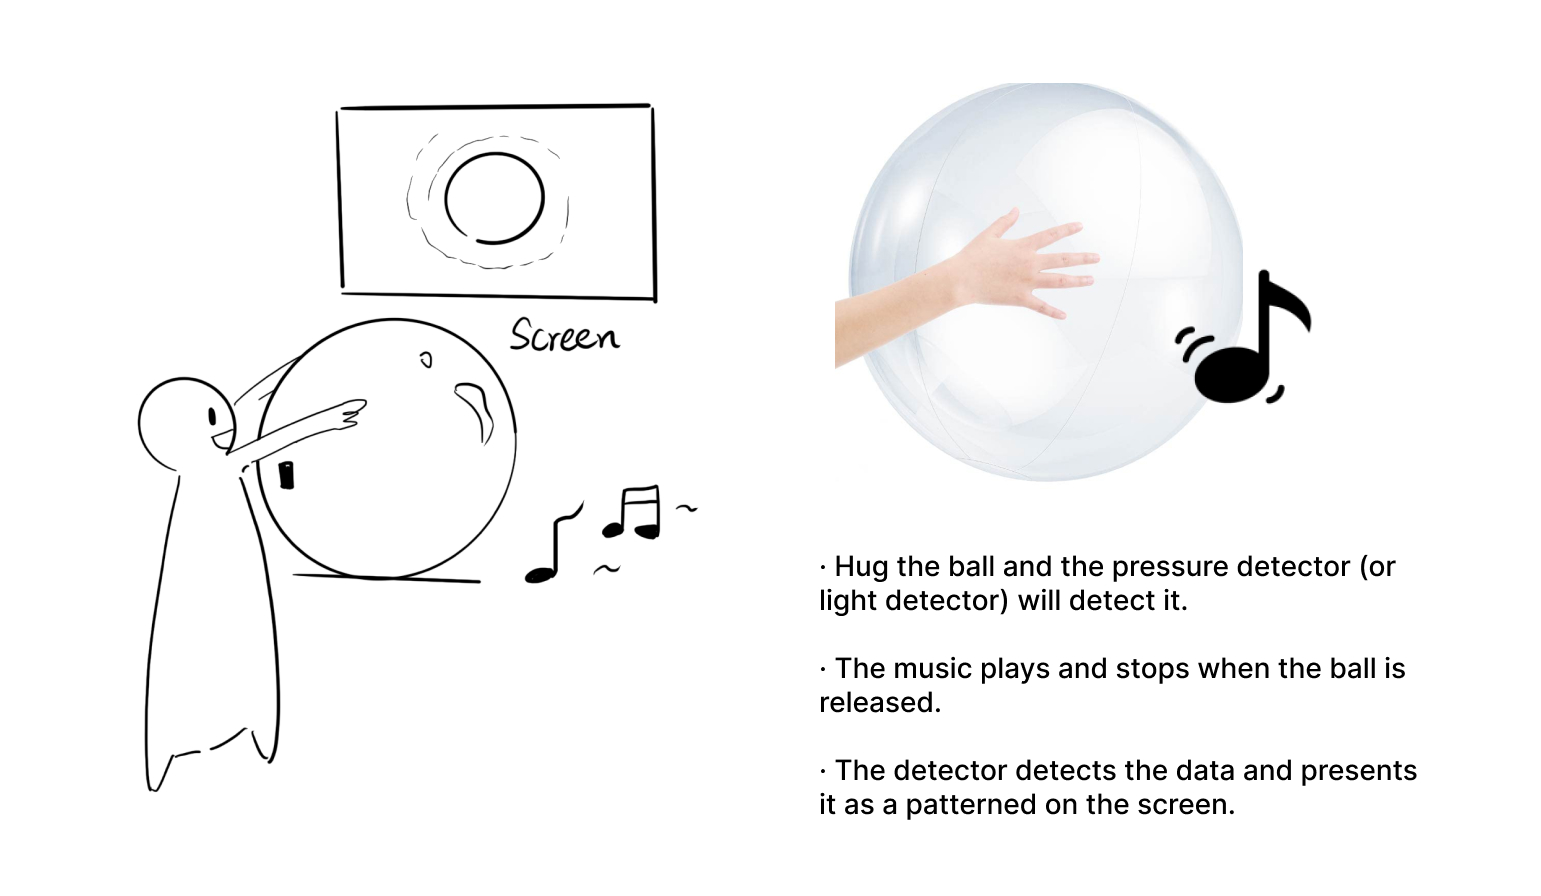 Screen
· Hug the ball and the pressure detector (or
light detector) will detect it.
· The music plays and stops when the ball is
released.
· The detector detects the data and presents
it as a patterned on the screen.